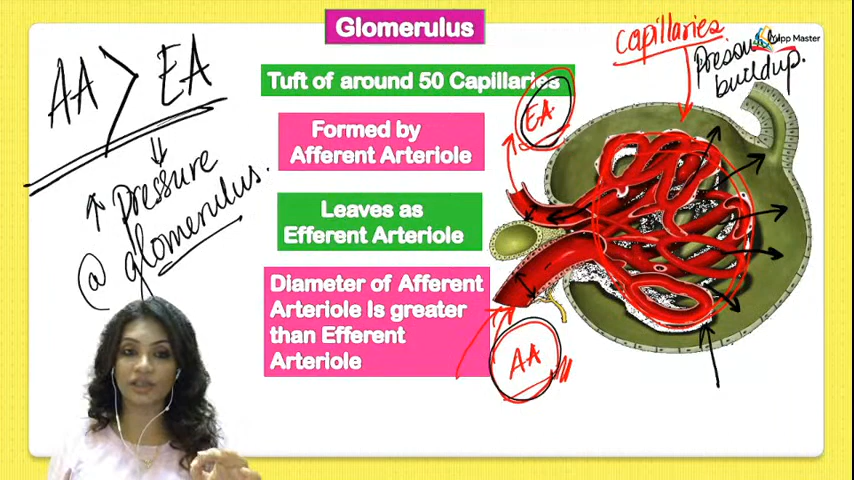 Glomerulus
Tuft of around 50 Capillaries
Formed by
Afferent Arteriole
Leaves as
Efferent Arteriole
Diameter of Afferent
Arteriole Is greater
than Efferent
Arteriole
AA > EA
↑ Pressure
@ glomerulus.
capillaries
Pressure
buildup.
EA
AA
Master